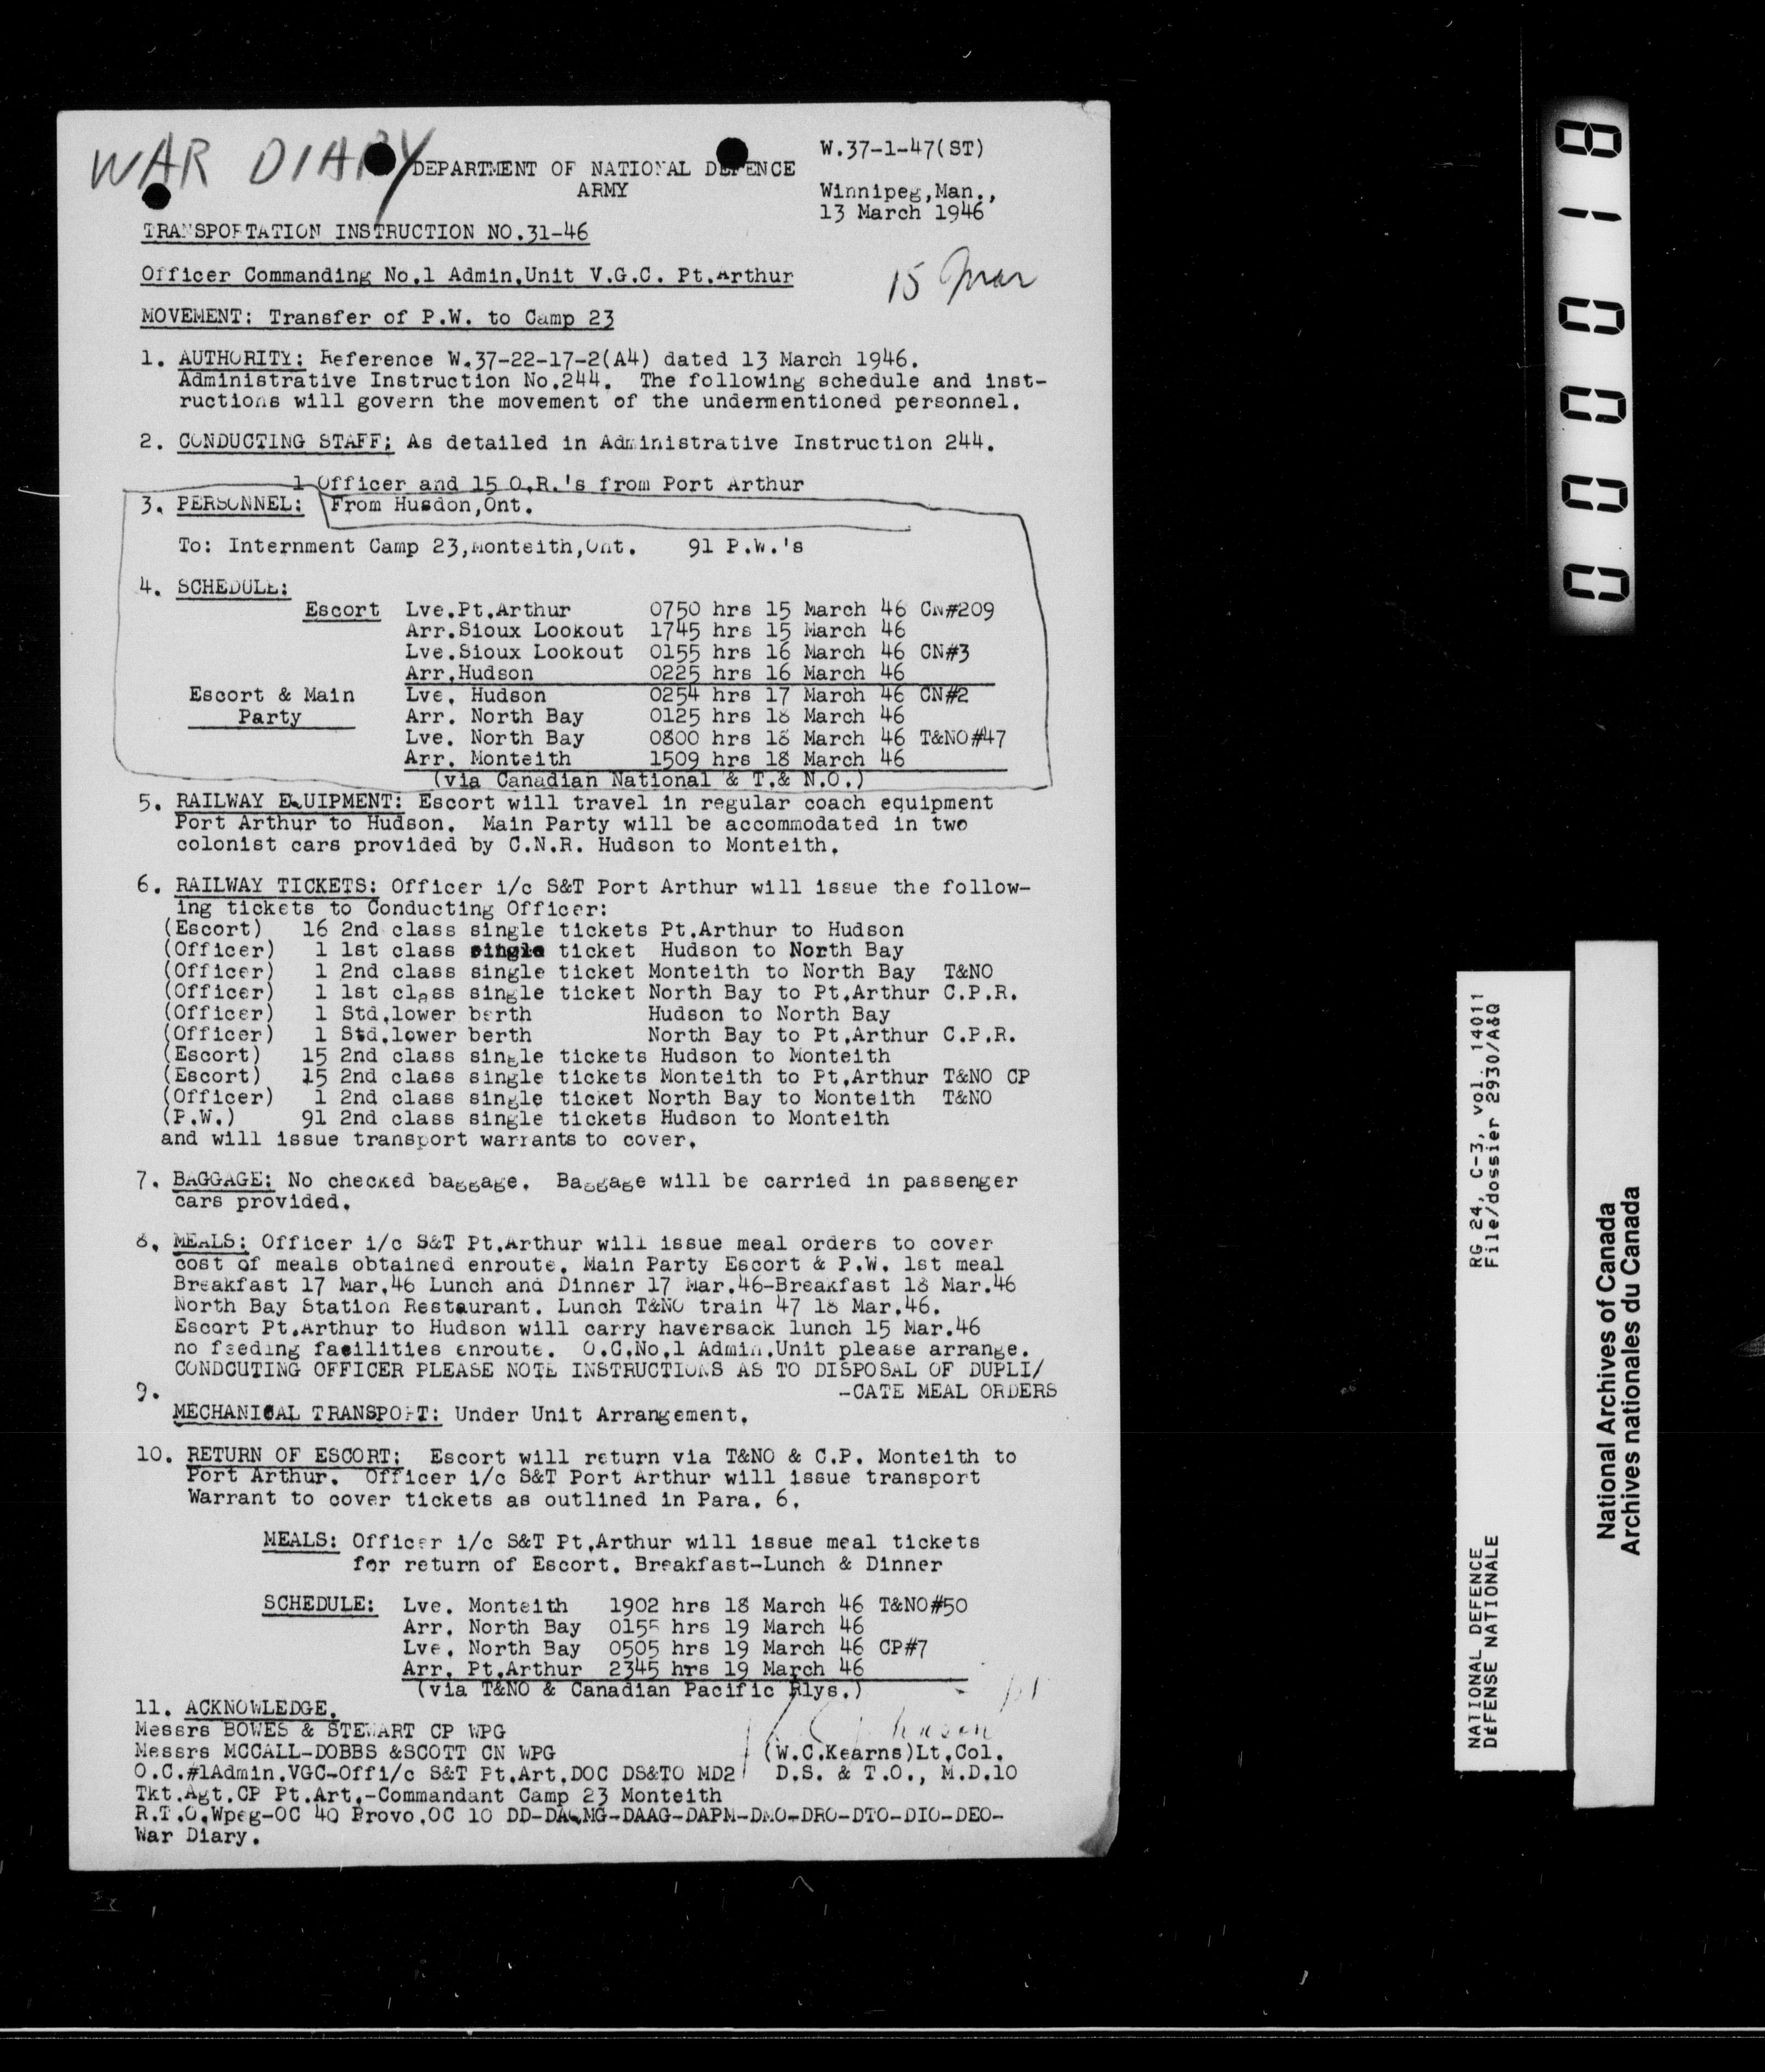 WAR DIARY
W.37-1-47(ST)
DEPARTMENT OF NATIONAL DEFENCE
ARMY
Winnipeg,Man.,
13 March 1946
TRANSPORTATION INSTRUCTION NO.31-46
Officer Commanding No.1 Admin.Unit V.G.C. Pt.Arthur
15 Mar
MOVEMENT: Transfer of P.W. to Camp 23
1. AUTHORITY: Reference W.37-22-17-2(A4) dated 13 March 1946.
Administrative Instruction No.244. The following schedule and inst-
ructions will govern the movement of the undermentioned personnel.
2. CONDUCTING STAFF: As detailed in Administrative Instruction 244.
1 Officer and 15 O.R.'s from Port Arthur
3. PERSONNEL: From Husdon,Ont.
To: Internment Camp 23,Monteith,Ont. 91 P.W.'s
4. SCHEDULE:
Escort Lve.Pt.Arthur 0750 hrs 15 March 46 CN#209
Arr.Sioux Lookout 1745 hrs 15 March 46
Lve.Sioux Lookout 0155 hrs 16 March 46 CN#3
Arr.Hudson 0225 hrs 16 March 46
Escort & Main Lve. Hudson 0254 hrs 17 March 46 CN#2
Party Arr. North Bay 0125 hrs 18 March 46
Lve. North Bay 0800 hrs 18 March 46 T&NO#47
Arr. Monteith 1509 hrs 18 March 46
(via Canadian National & T.& N.O.)
5. RAILWAY EQUIPMENT: Escort will travel in regular coach equipment
Port Arthur to Hudson. Main Party will be accommodated in two
colonist cars provided by C.N.R. Hudson to Monteith.
6. RAILWAY TICKETS: Officer i/c S&T Port Arthur will issue the follow-
ing tickets to Conducting Officer:
(Escort) 16 2nd class single tickets Pt.Arthur to Hudson
(Officer) 1 1st class single ticket Hudson to North Bay
(Officer) 1 2nd class single ticket Monteith to North Bay T&NO
(Officer) 1 1st class single ticket North Bay to Pt.Arthur C.P.R.
(Officer) 1 Std.lower berth Hudson to North Bay
(Officer) 1 Std.lower berth North Bay to Pt.Arthur C.P.R.
(Escort) 15 2nd class single tickets Hudson to Monteith
(Escort) 15 2nd class single tickets Monteith to Pt.Arthur T&NO CP
(Officer) 1 2nd class single ticket North Bay to Monteith T&NO
(P.W.) 91 2nd class single tickets Hudson to Monteith
and will issue transport warrants to cover.
7. BAGGAGE: No checked baggage. Baggage will be carried in passenger
cars provided.
8. MEALS: Officer i/c S&T Pt.Arthur will issue meal orders to cover
cost of meals obtained enroute. Main Party Escort & P.W. 1st meal
Breakfast 17 Mar.46 Lunch and Dinner 17 Mar.46-Breakfast 18 Mar.46
North Bay Station Restaurant. Lunch T&NO train 47 18 Mar.46.
Escort Pt.Arthur to Hudson will carry haversack lunch 15 Mar.46
no feeding facilities enroute. O.C.No.1 Admin.Unit please arrange.
CONDCUTING OFFICER PLEASE NOTE INSTRUCTIONS AS TO DISPOSAL OF DUPLI/
-CATE MEAL ORDERS
9.
MECHANICAL TRANSPORT: Under Unit Arrangement.
10. RETURN OF ESCORT: Escort will return via T&NO & C.P. Monteith to
Port Arthur. Officer i/c S&T Port Arthur will issue transport
Warrant to cover tickets as outlined in Para. 6.
MEALS: Officer i/c S&T Pt.Arthur will issue meal tickets
for return of Escort. Breakfast-Lunch & Dinner
SCHEDULE: Lve. Monteith 1902 hrs 18 March 46 T&NO#50
Arr. North Bay 0155 hrs 19 March 46
Lve. North Bay 0505 hrs 19 March 46 CP#7
Arr. Pt.Arthur 2345 hrs 19 March 46
(via T&NO & Canadian Pacific Rlys.)
11. ACKNOWLEDGE.
Messrs BOWES & STEWART CP WPG
Messrs MCCALL-DOBBS &SCOTT CN WPG (W.C.Kearns)Lt.Col.
O.C.#1Admin.VGC-Offi/c S&T Pt.Art.DOC DS&TO MD2 D.S. & T.O., M.D.10
Tkt.Agt.CP Pt.Art.-Commandant Camp 23 Monteith
R.T.O.Wpeg-OC 40 Provo.OC 10 DD-DAQMG-DAAG-DAPM-DMO-DRO-DTO-DIO-DEO-
War Diary.
000018
RG 24, C-3, vol. 14011
File/dossier 2930/A&Q
NATIONAL DEFENCE
DEFENSE NATIONALE
National Archives of Canada
Archives nationales du Canada